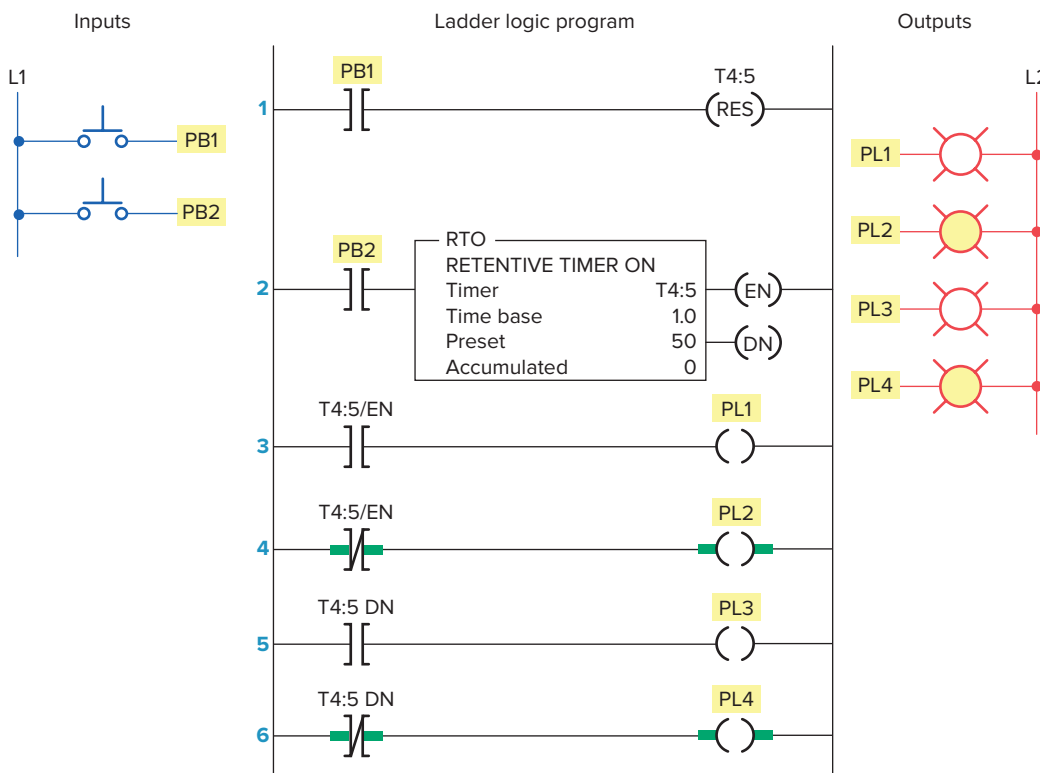 Inputs
Ladder logic program
Outputs
L1
PB1
PB2
1
PB1
T4:5
RES
2
PB2
RTO
RETENTIVE TIMER ON
Timer T4:5
Time base 1.0
Preset 50
Accumulated 0
EN
DN
3
T4:5/EN
PL1
4
T4:5/EN
PL2
5
T4:5 DN
PL3
6
T4:5 DN
PL4
L2
PL1
PL2
PL3
PL4